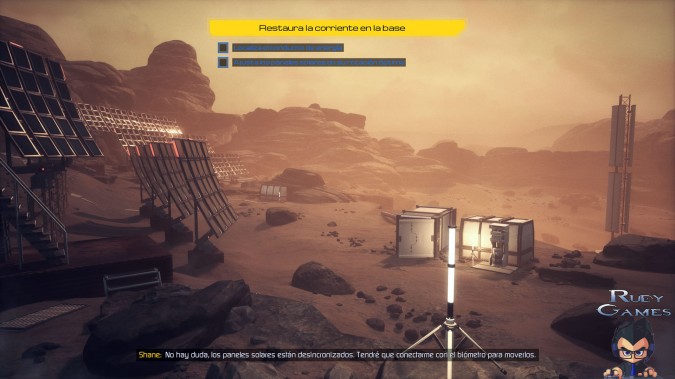 Restaura la corriente en la base
Shane: No hay duda, los paneles solares están desincronizados. Tendré que conectarme con el biómetro para moverlos.
RUBY
GAMES